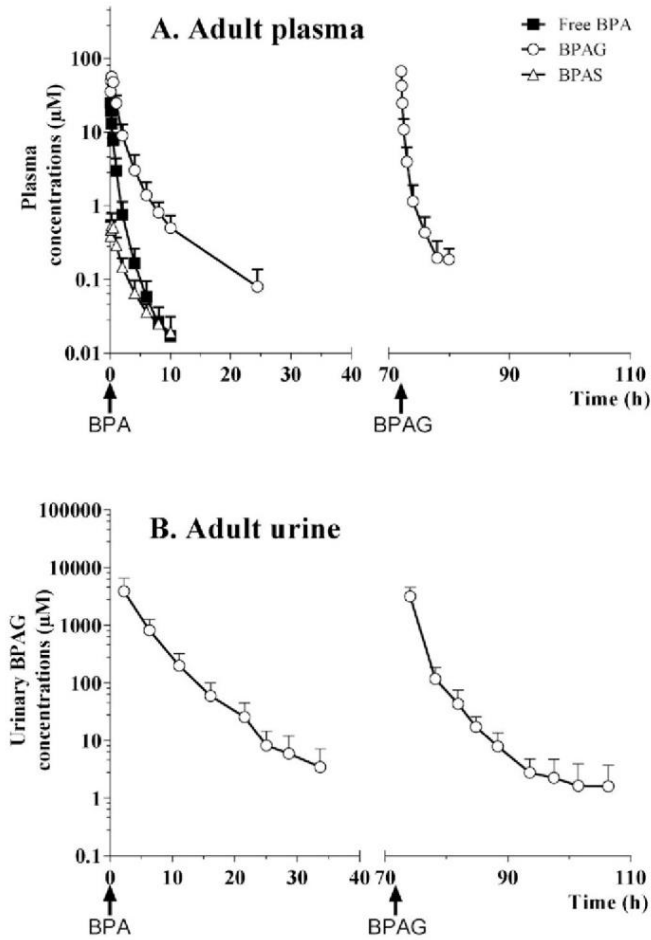 A. Adult plasma
Free BPA
BPAG
BPAS
Plasma
concentrations (µM)
100
10
1
0.1
0.01
0 10 20 30 40 70 90 110
Time (h)
BPA BPAG
B. Adult urine
Urinary BPAG
concentrations (µM)
100000
10000
1000
100
10
1
0.1
0 10 20 30 40 70 90 110
Time (h)
BPA BPAG